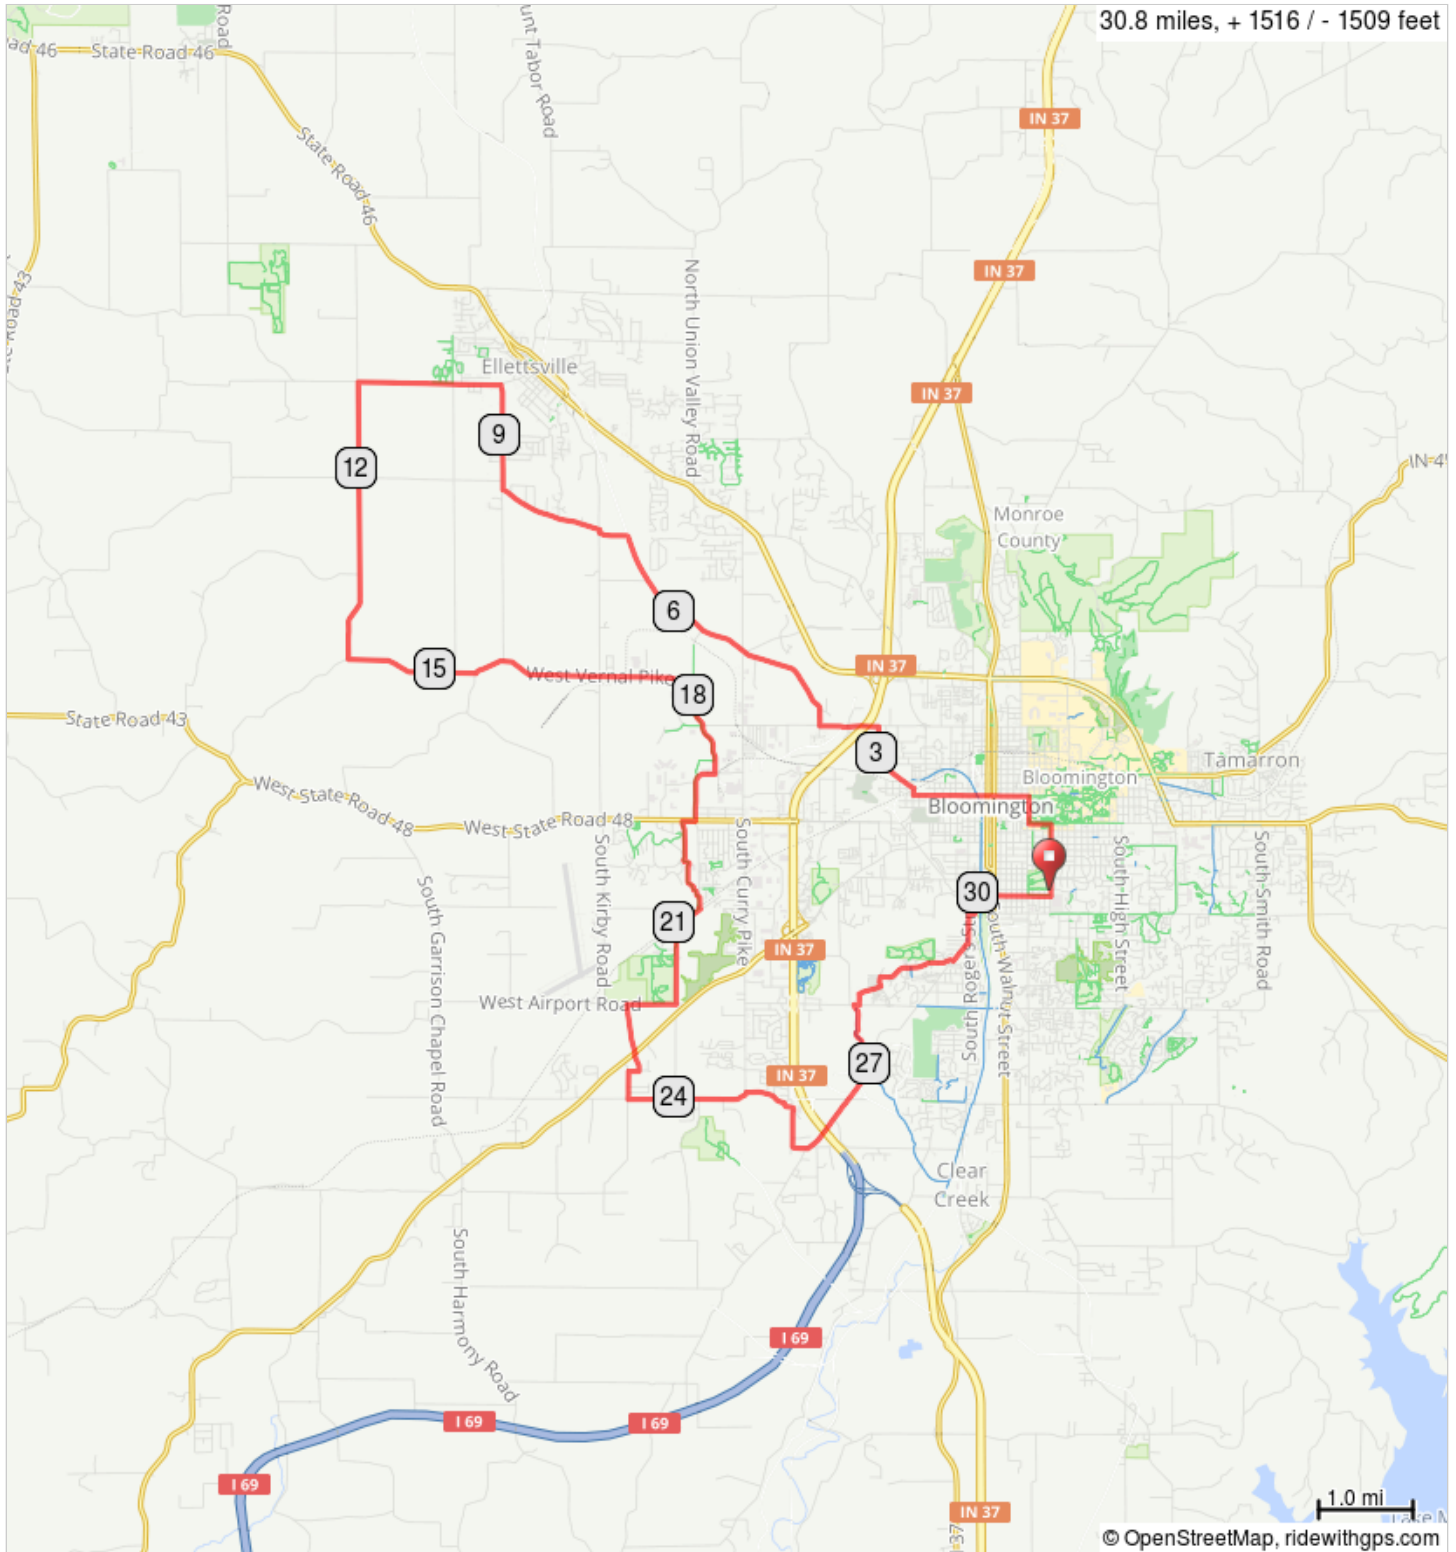 30.8 miles, + 1516 / - 1509 feet
Road
ad 46
State Road 46
unt Tabor Road
IN 37
State Road 46
IN 37
North Union Valley Road
Ellettsville
IN 37
9
12
Monroe
County
6
15
West Vernal Pike
IN 37
18
State Road 43
3
Tamarron
Bloomington
West State Road 48
West State Road 48
Bloomington
South Curry Pike
South Kirby Road
South High Street
South Smith Road
South Garrison Chapel Road
30
21
IN 37
South Walnut Street
West Airport Road
27
IN 37
24
Clear
Creek
South Harmony Road
I 69
I 69
I 69
I 69
IN 37
1.0 mi
© OpenStreetMap, ridewithgps.com